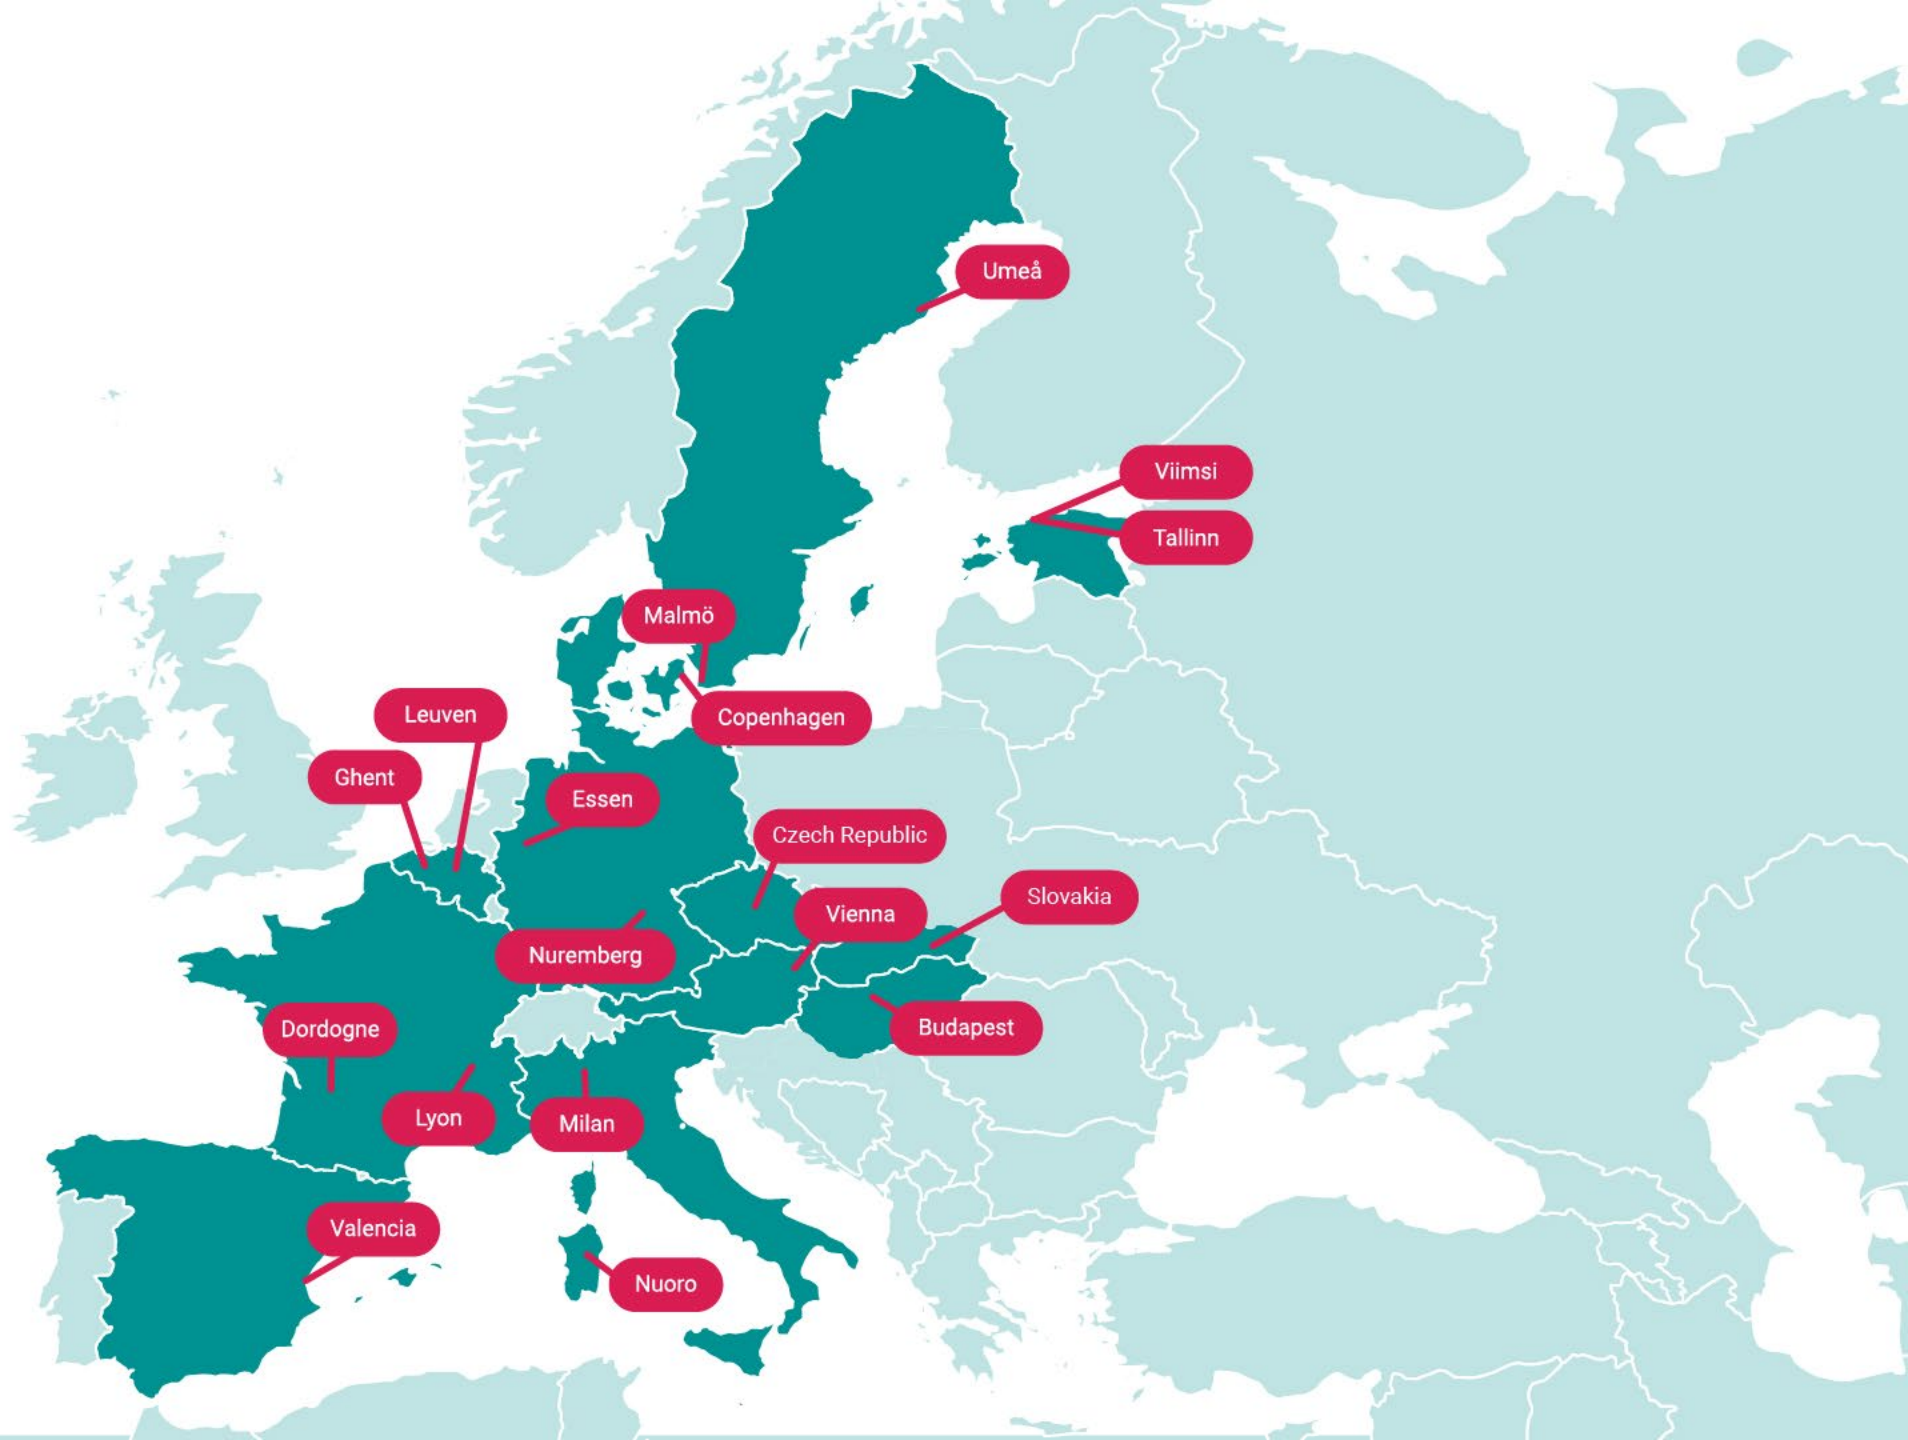 Umeå
Viimsi
Tallinn
Malmö
Leuven
Copenhagen
Ghent
Essen
Czech Republic
Slovakia
Vienna
Nuremberg
Dordogne
Budapest
Lyon
Milan
Valencia
Nuoro